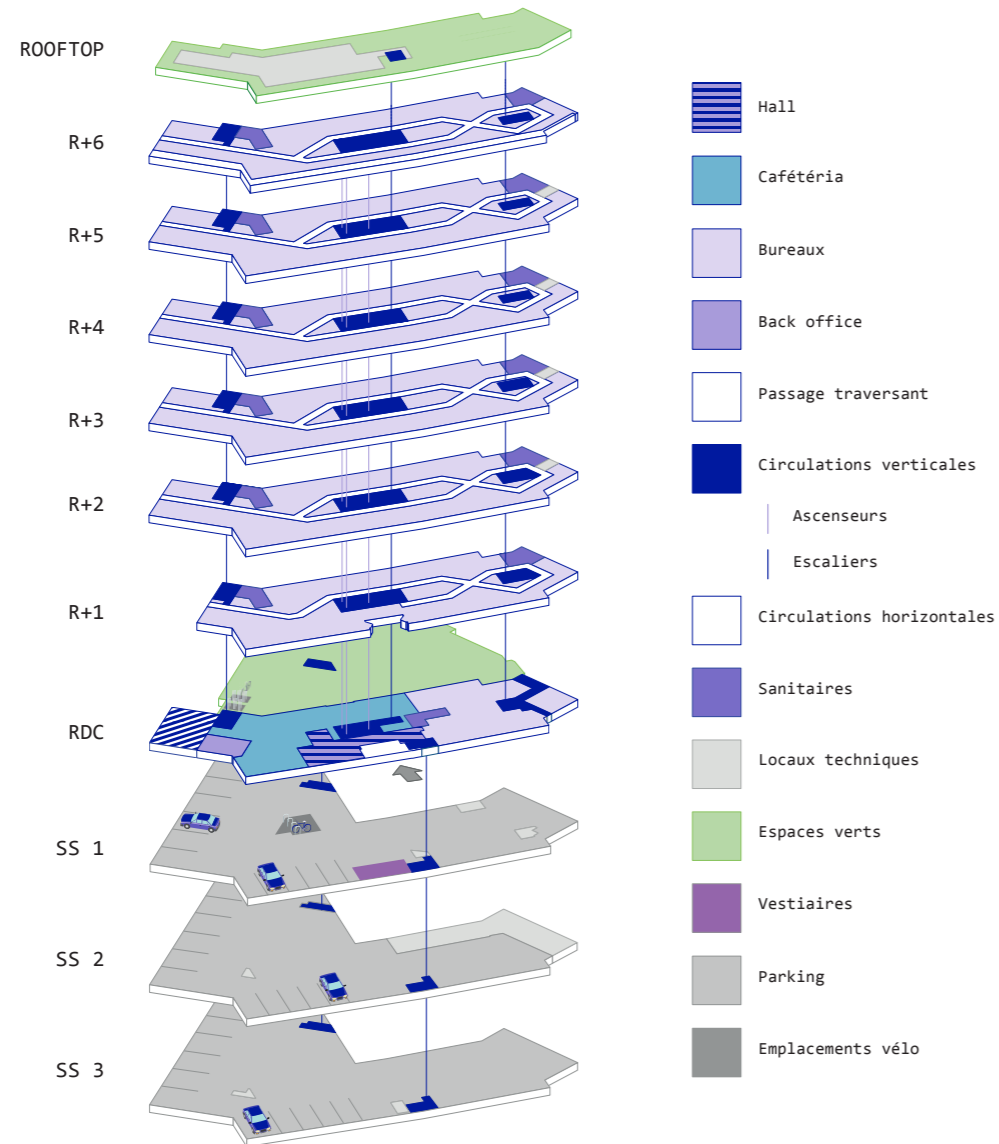 ROOFTOP
R+6
R+5
R+4
R+3
R+2
R+1
RDC
SS 1
SS 2
SS 3
Hall
Cafétéria
Bureaux
Back office
Passage traversant
Circulations verticales
Ascenseurs
Escaliers
Circulations horizontales
Sanitaires
Locaux techniques
Espaces verts
Vestiaires
Parking
Emplacements vélo